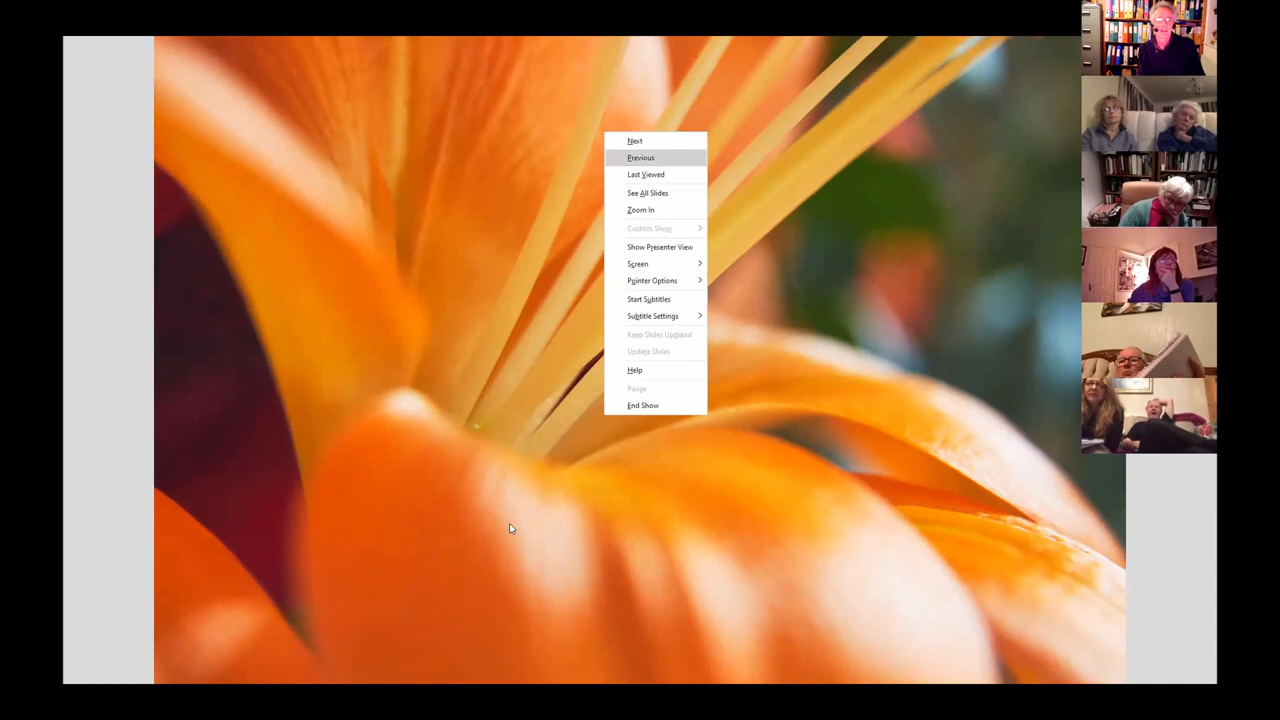 Next
Previous
Last Viewed
See All Slides
Zoom In
Custom Show
Show Presenter View
Screen
Pointer Options
Start Subtitles
Subtitle Settings
Keep Slides Updated
Update Slides
Help
Pause
End Show